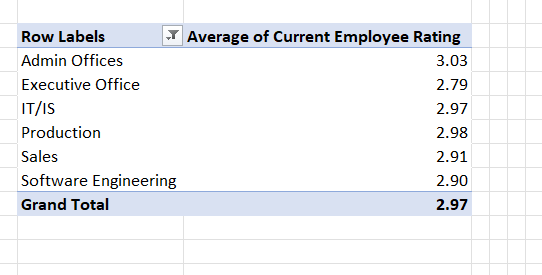 Row Labels Average of Current Employee Rating
Admin Offices 3.03
Executive Office 2.79
IT/IS 2.97
Production 2.98
Sales 2.91
Software Engineering 2.90
Grand Total 2.97